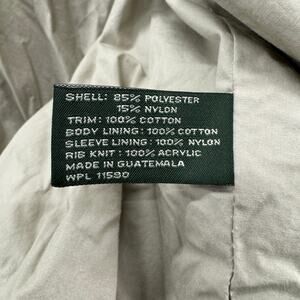 SHELL: 85% POLYESTER
15% NYLON
TRIM: 100% COTTON
BODY LINING: 100% COTTON
SLEEVE LINING: 100% NYLON
RIB KNIT: 100% ACRYLIC
MADE IN GUATEMALA
WPL 11590